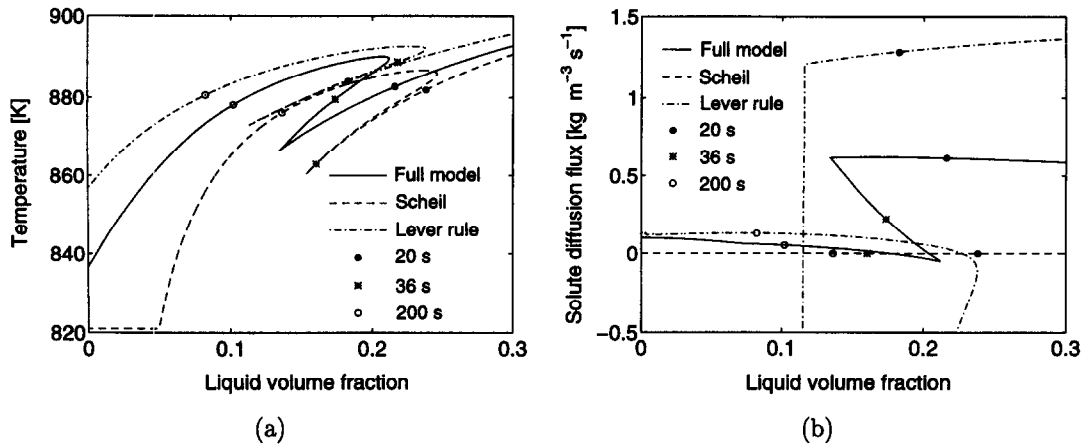 900
890
880
860
840
820
Temperature [K]
0
0.1
0.2
0.3
Liquid volume fraction
Full model
Scheil
Lever rule
20 s
36 s
200 s
(a)
1.5
1
0.5
0
−0.5
Solute diffusion flux [kg m⁻³ s⁻¹]
0
0.1
0.2
0.3
Liquid volume fraction
Full model
Scheil
Lever rule
20 s
36 s
200 s
(b)